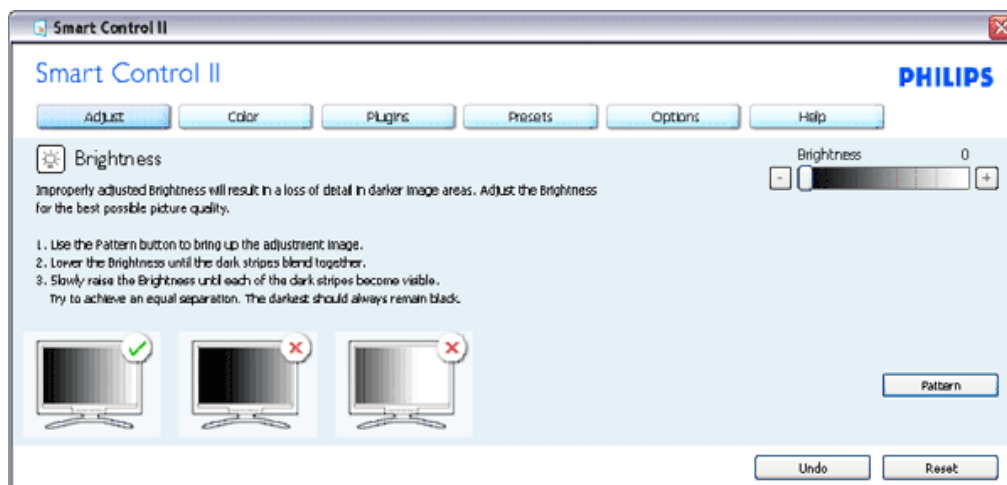 Smart Control II
Smart Control II
PHILIPS
Adjust Color Plugins Presets Options Help
Brightness
Brightness 0
Improperly adjusted Brightness will result in a loss of detail in darker image areas. Adjust the Brightness
for the best possible picture quality.
1. Use the Pattern button to bring up the adjustment image.
2. Lower the Brightness until the dark stripes blend together.
3. Slowly raise the Brightness until each of the dark stripes become visible.
Try to achieve an equal separation. The darkest should always remain black.
Pattern
Undo Reset